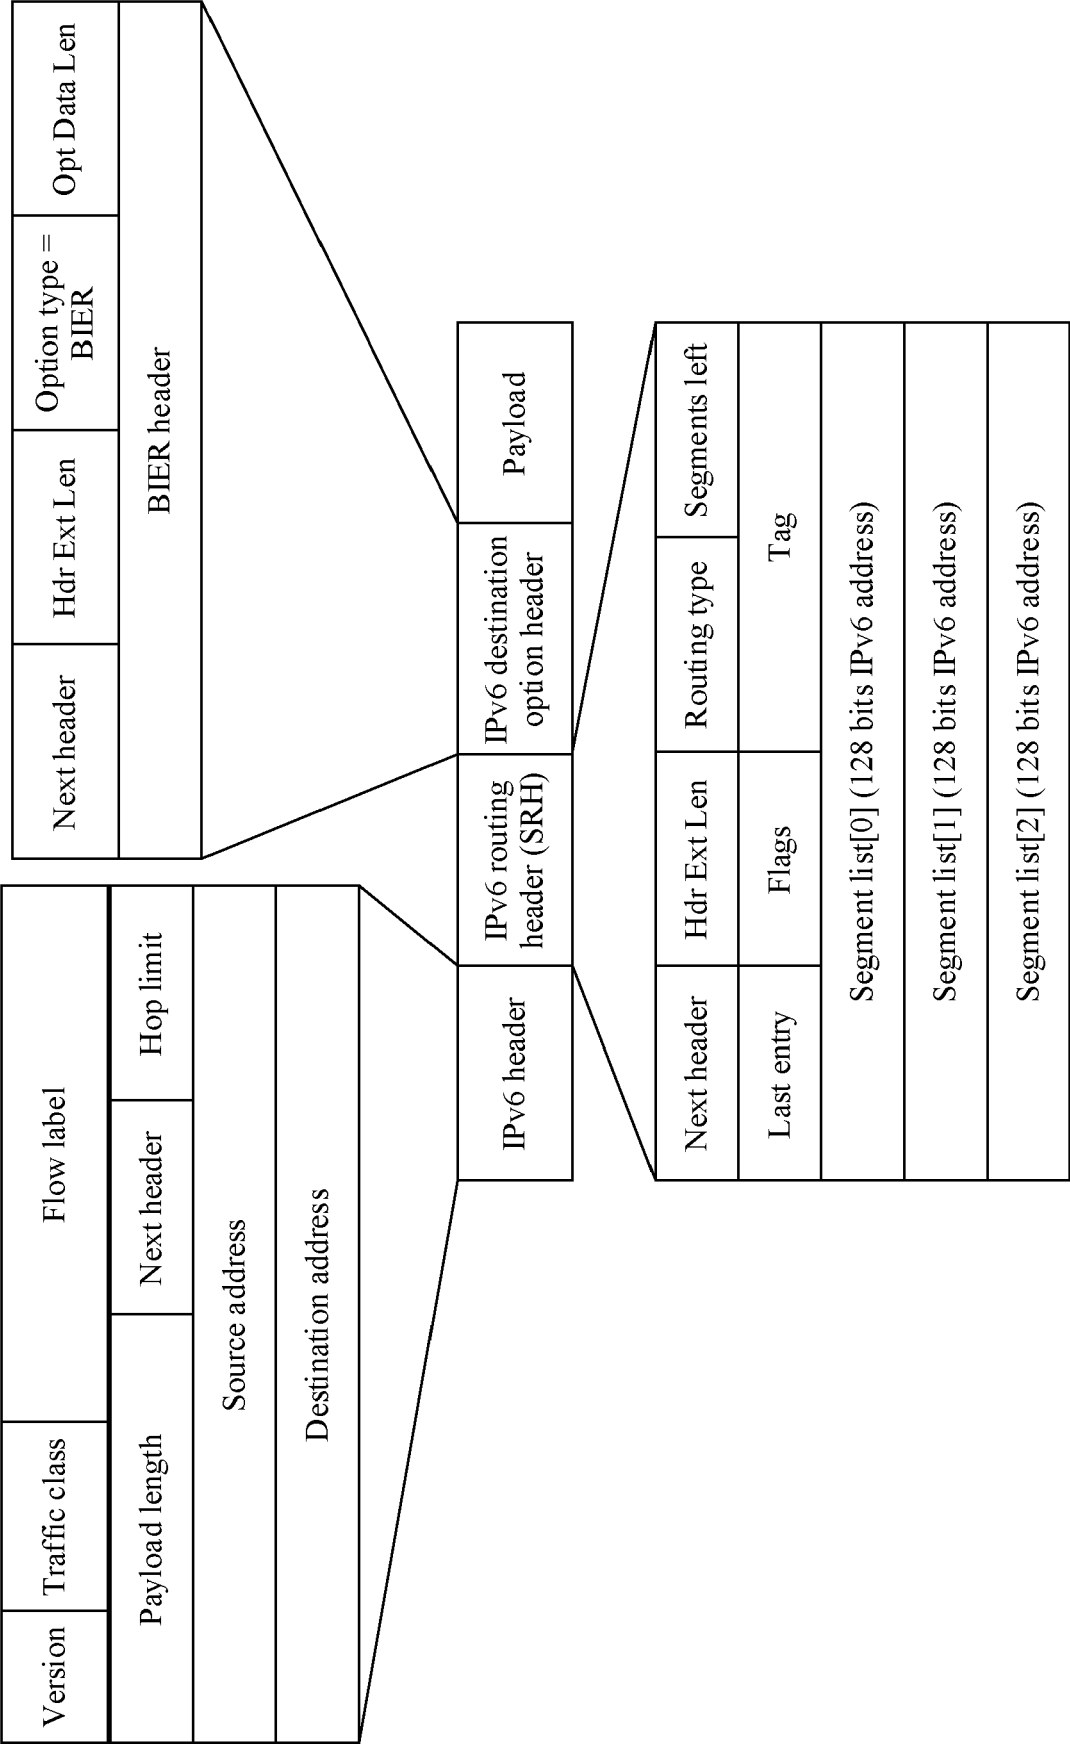 Version
Traffic class
Flow label
Payload length
Next header
Hop limit
Source address
Destination address
Next header
Hdr Ext Len
Option type =
BIER
Opt Data Len
BIER header
IPv6 header
IPv6 routing
header (SRH)
IPv6 destination
option header
Payload
Next header
Hdr Ext Len
Routing type
Segments left
Last entry
Flags
Tag
Segment list[0] (128 bits IPv6 address)
Segment list[1] (128 bits IPv6 address)
Segment list[2] (128 bits IPv6 address)